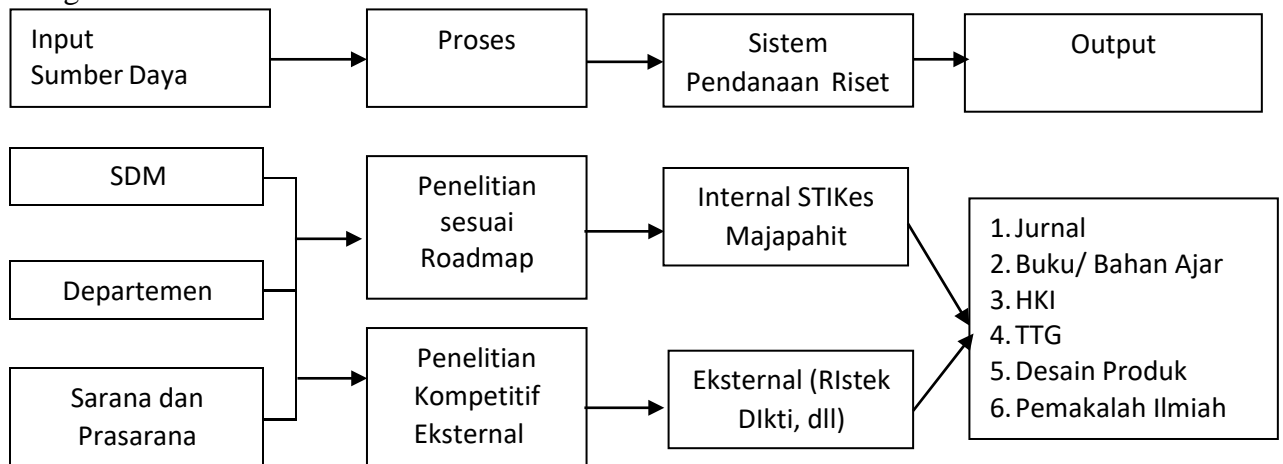 Input
Sumber Daya
Proses
Sistem
Pendanaan Riset
Output
SDM
Departemen
Sarana dan
Prasarana
Penelitian
sesuai
Roadmap
Penelitian
Kompetitif
Eksternal
Internal STIKes
Majapahit
Eksternal (RIstek
DIkti, dll)
1. Jurnal
2. Buku/ Bahan Ajar
3. HKI
4. TTG
5. Desain Produk
6. Pemakalah Ilmiah